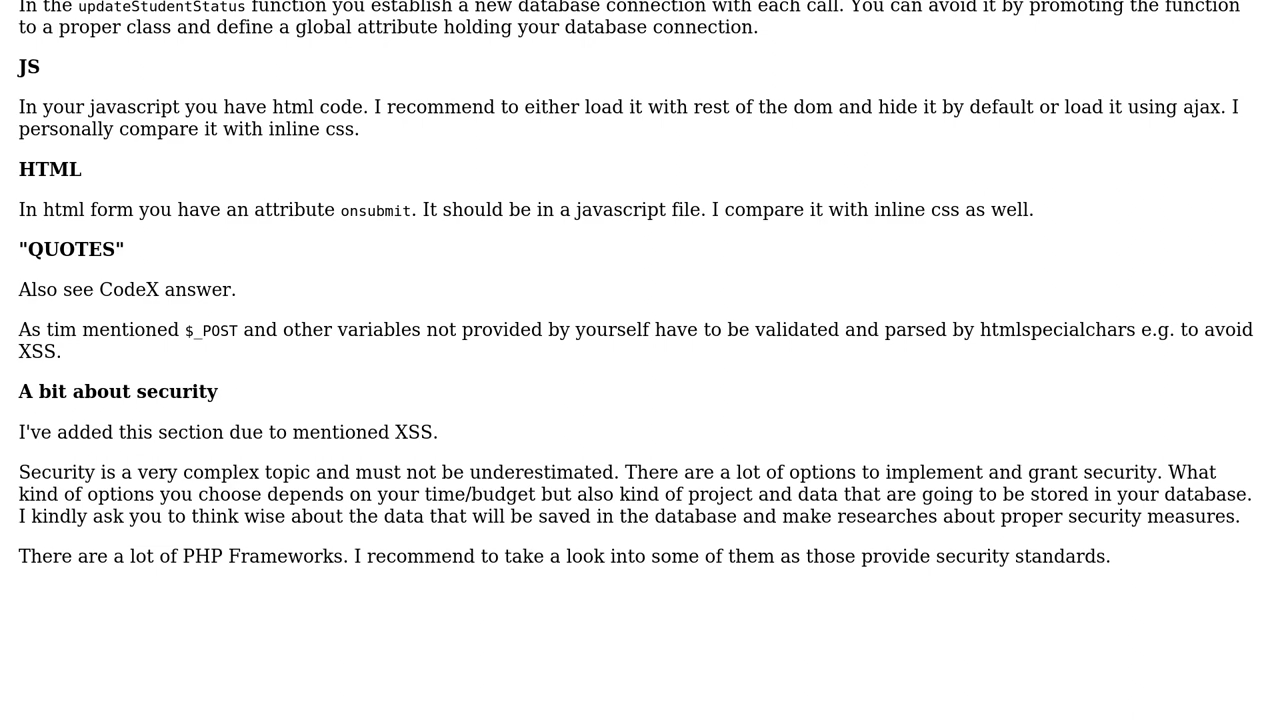 In the updateStudentStatus function you establish a new database connection with each call. You can avoid it by promoting the function
to a proper class and define a global attribute holding your database connection.
JS
In your javascript you have html code. I recommend to either load it with rest of the dom and hide it by default or load it using ajax. I
personally compare it with inline css.
HTML
In html form you have an attribute onsubmit. It should be in a javascript file. I compare it with inline css as well.
"QUOTES"
Also see CodeX answer.
As tim mentioned $_POST and other variables not provided by yourself have to be validated and parsed by htmlspecialchars e.g. to avoid
XSS.
A bit about security
I've added this section due to mentioned XSS.
Security is a very complex topic and must not be underestimated. There are a lot of options to implement and grant security. What
kind of options you choose depends on your time/budget but also kind of project and data that are going to be stored in your database.
I kindly ask you to think wise about the data that will be saved in the database and make researches about proper security measures.
There are a lot of PHP Frameworks. I recommend to take a look into some of them as those provide security standards.